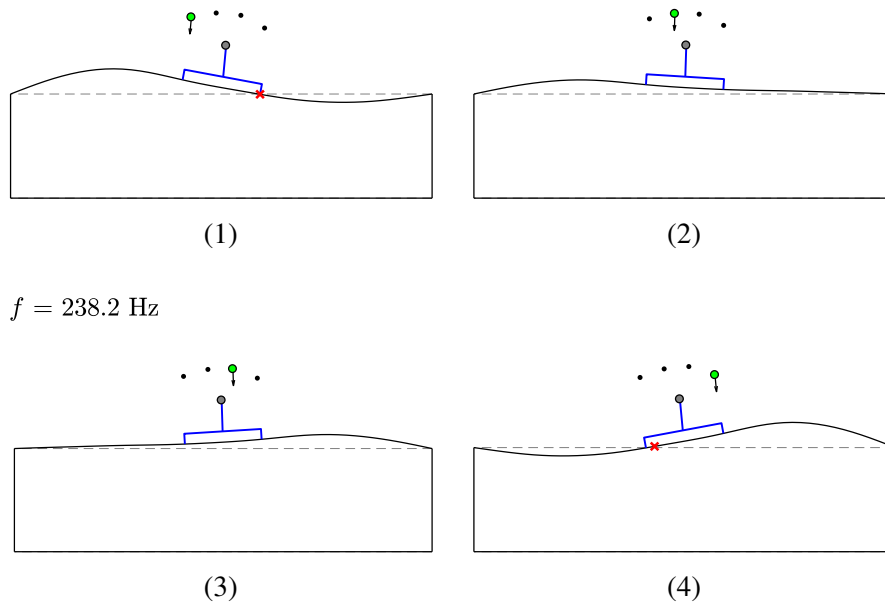 (1)
(2)
f = 238.2 Hz
(3)
(4)